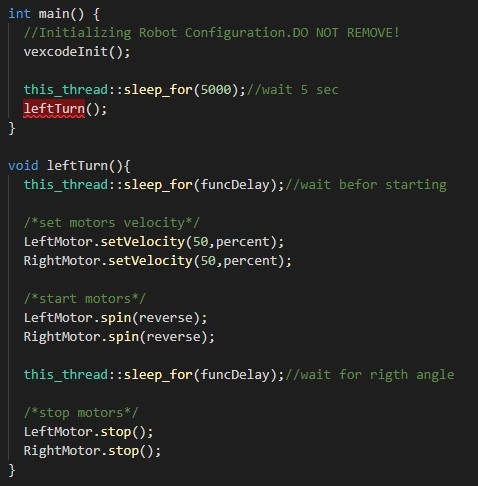 int main() {
//Initializing Robot Configuration.DO NOT REMOVE!
vexcodeInit();
this_thread::sleep_for(5000);//wait 5 sec
leftTurn();
}
void leftTurn(){
this_thread::sleep_for(funcDelay);//wait befor starting
/*set motors velocity*/
LeftMotor.setVelocity(50,percent);
RightMotor.setVelocity(50,percent);
/*start motors*/
LeftMotor.spin(reverse);
RightMotor.spin(reverse);
this_thread::sleep_for(funcDelay);//wait for rigth angle
/*stop motors*/
LeftMotor.stop();
RightMotor.stop();
}